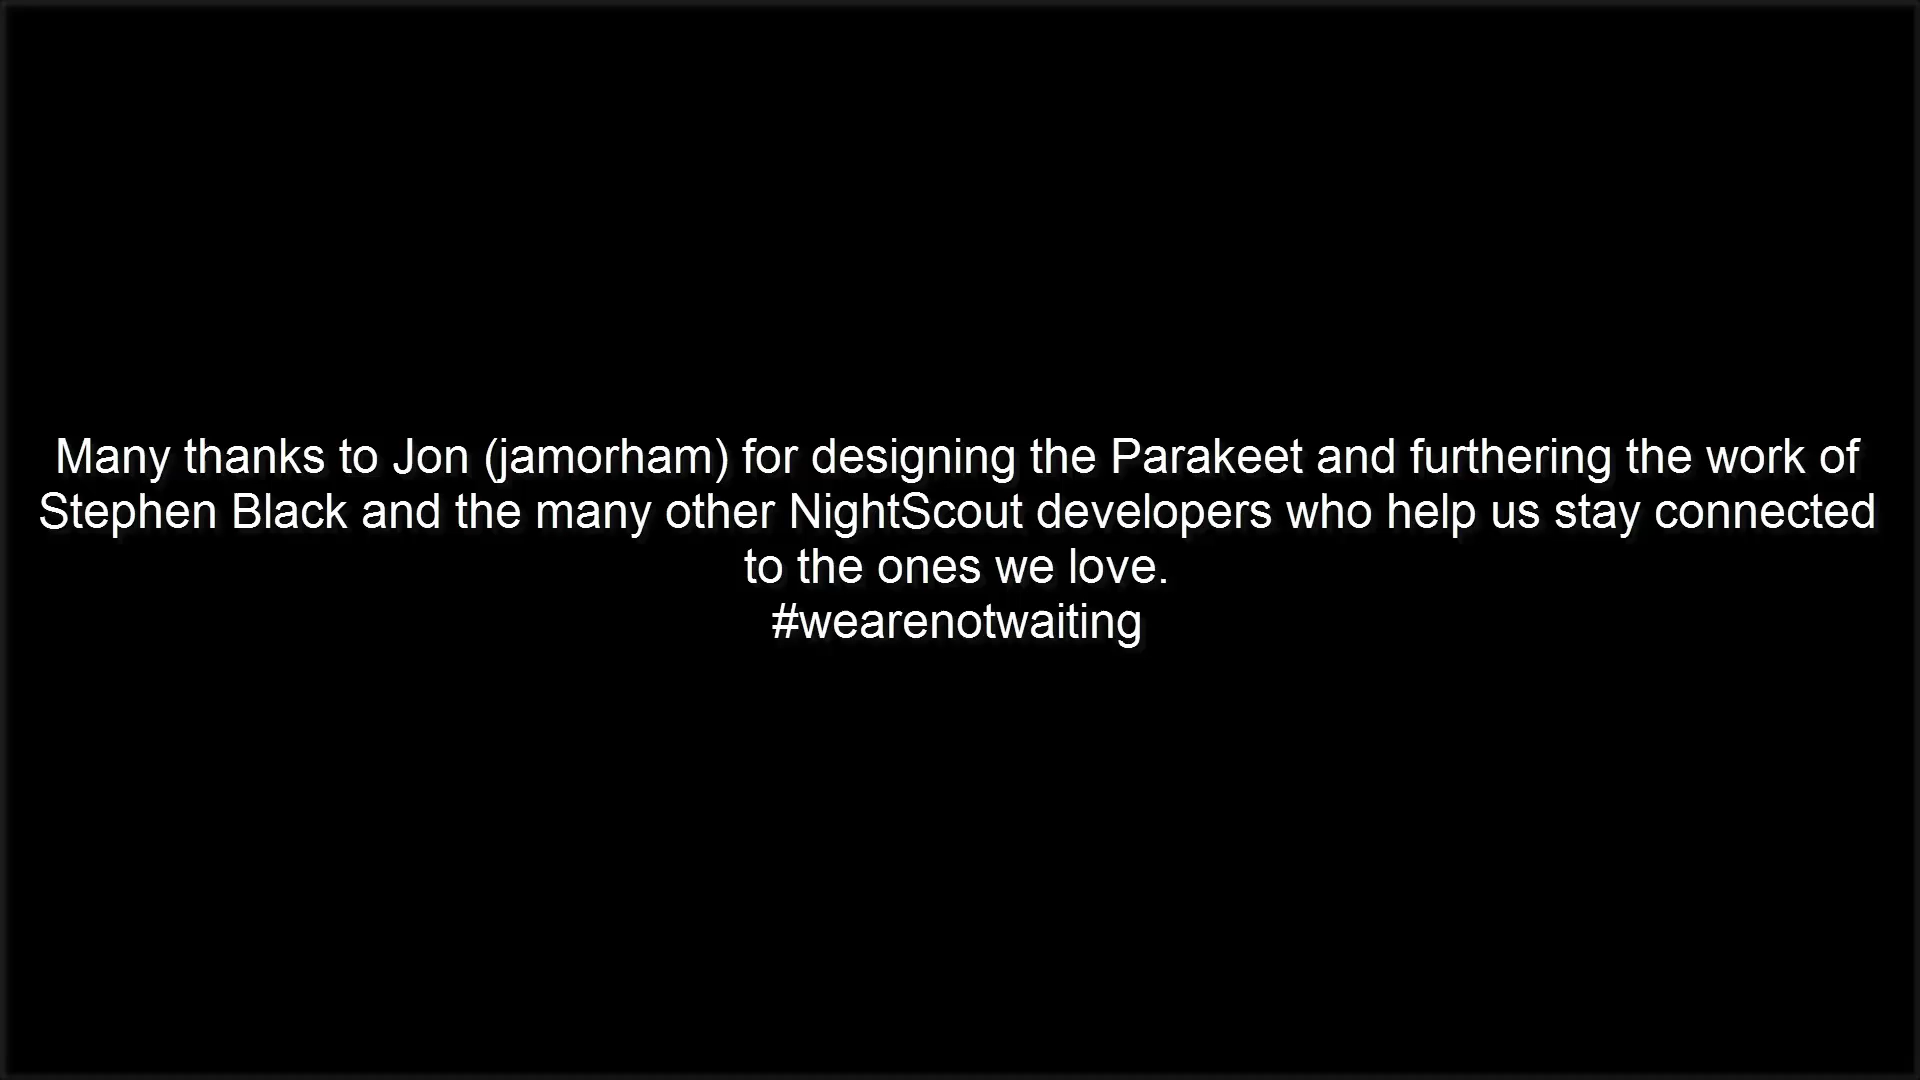 Many thanks to Jon (jamorham) for designing the Parakeet and furthering the work of
Stephen Black and the many other NightScout developers who help us stay connected
to the ones we love.
#wearenotwaiting